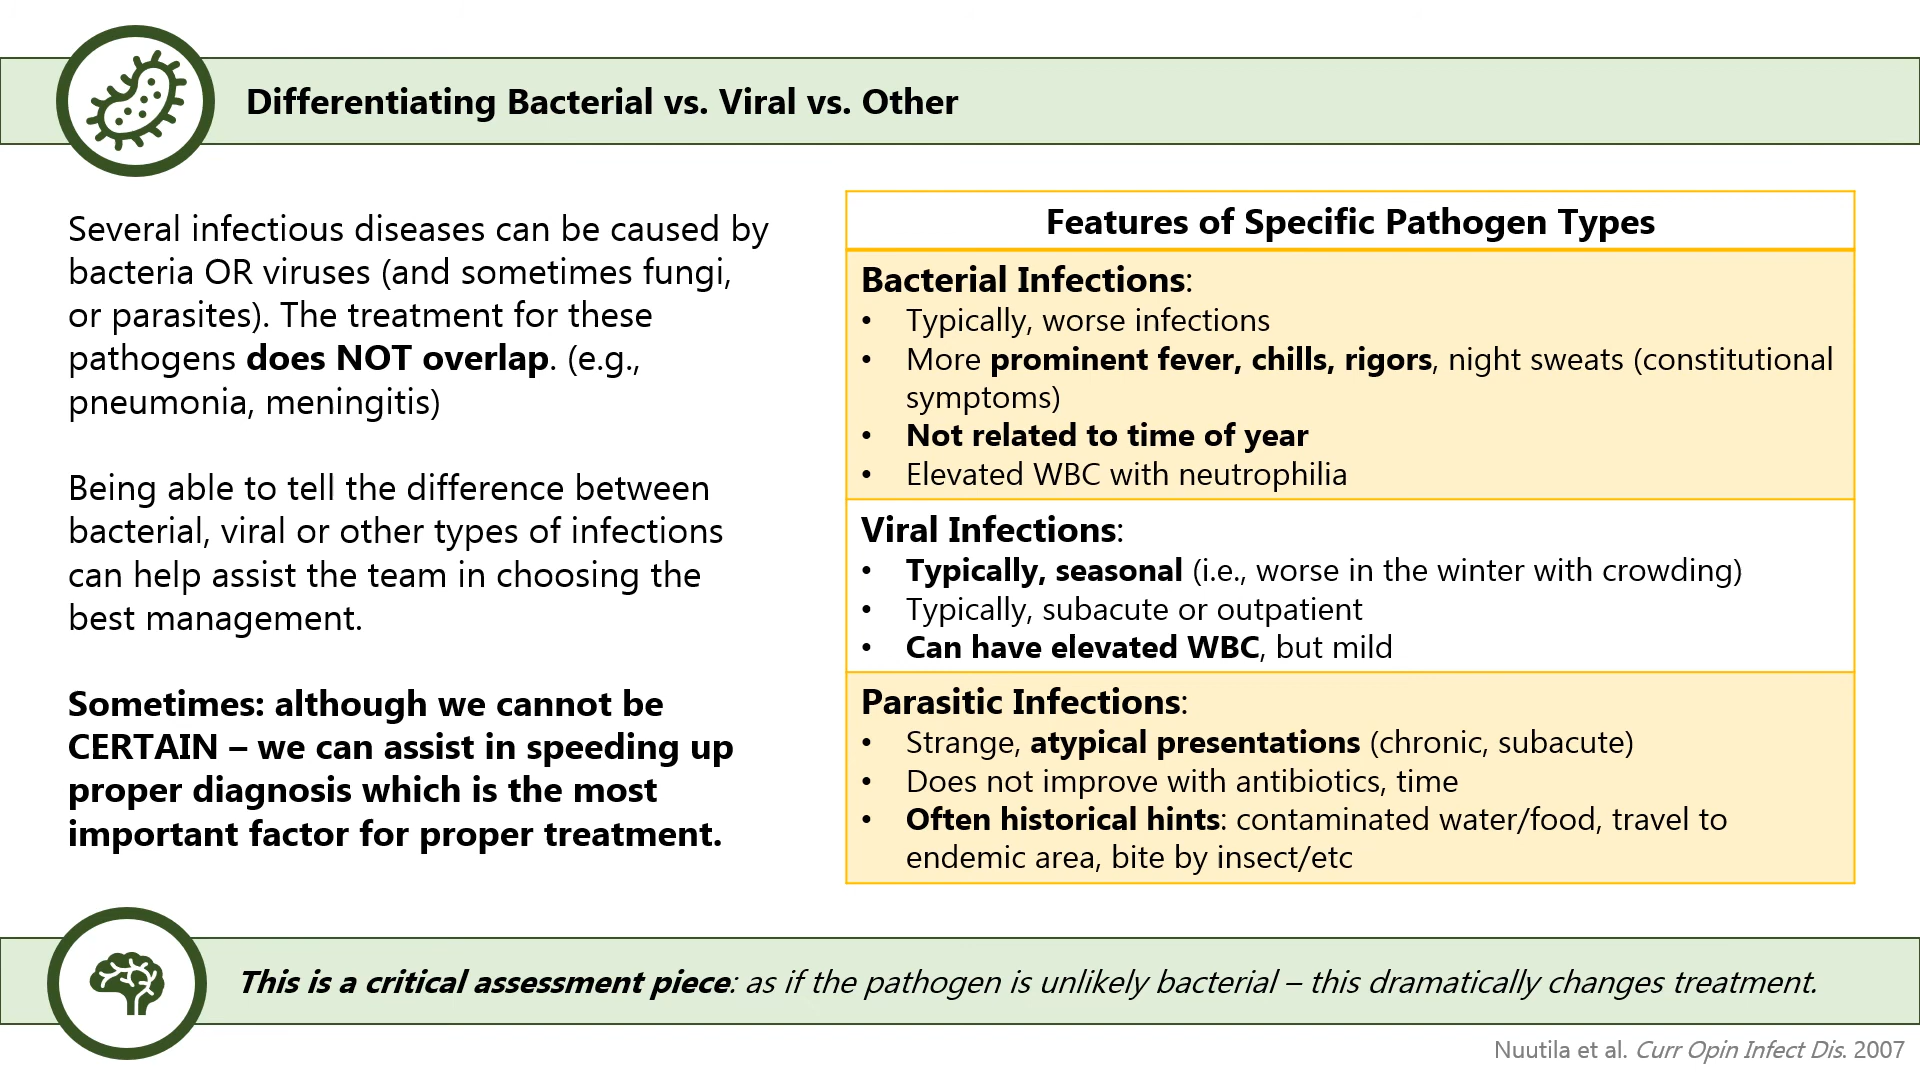 Differentiating Bacterial vs. Viral vs. Other
Several infectious diseases can be caused by
bacteria OR viruses (and sometimes fungi,
or parasites). The treatment for these
pathogens does NOT overlap. (e.g.,
pneumonia, meningitis)
Being able to tell the difference between
bacterial, viral or other types of infections
can help assist the team in choosing the
best management.
Sometimes: although we cannot be
CERTAIN – we can assist in speeding up
proper diagnosis which is the most
important factor for proper treatment.
Features of Specific Pathogen Types
Bacterial Infections:
• Typically, worse infections
• More prominent fever, chills, rigors, night sweats (constitutional
symptoms)
• Not related to time of year
• Elevated WBC with neutrophilia
Viral Infections:
• Typically, seasonal (i.e., worse in the winter with crowding)
• Typically, subacute or outpatient
• Can have elevated WBC, but mild
Parasitic Infections:
• Strange, atypical presentations (chronic, subacute)
• Does not improve with antibiotics, time
• Often historical hints: contaminated water/food, travel to
endemic area, bite by insect/etc
This is a critical assessment piece: as if the pathogen is unlikely bacterial – this dramatically changes treatment.
Nuutila et al. Curr Opin Infect Dis. 2007